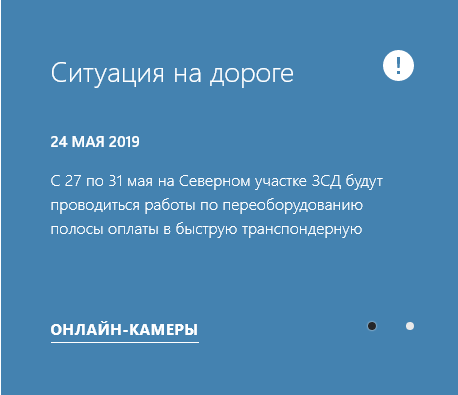 Ситуация на дороге
!
24 МАЯ 2019
С 27 по 31 мая на Северном участке ЗСД будут
проводиться работы по переоборудованию
полосы оплаты в быструю транспондерную
ОНЛАЙН-КАМЕРЫ